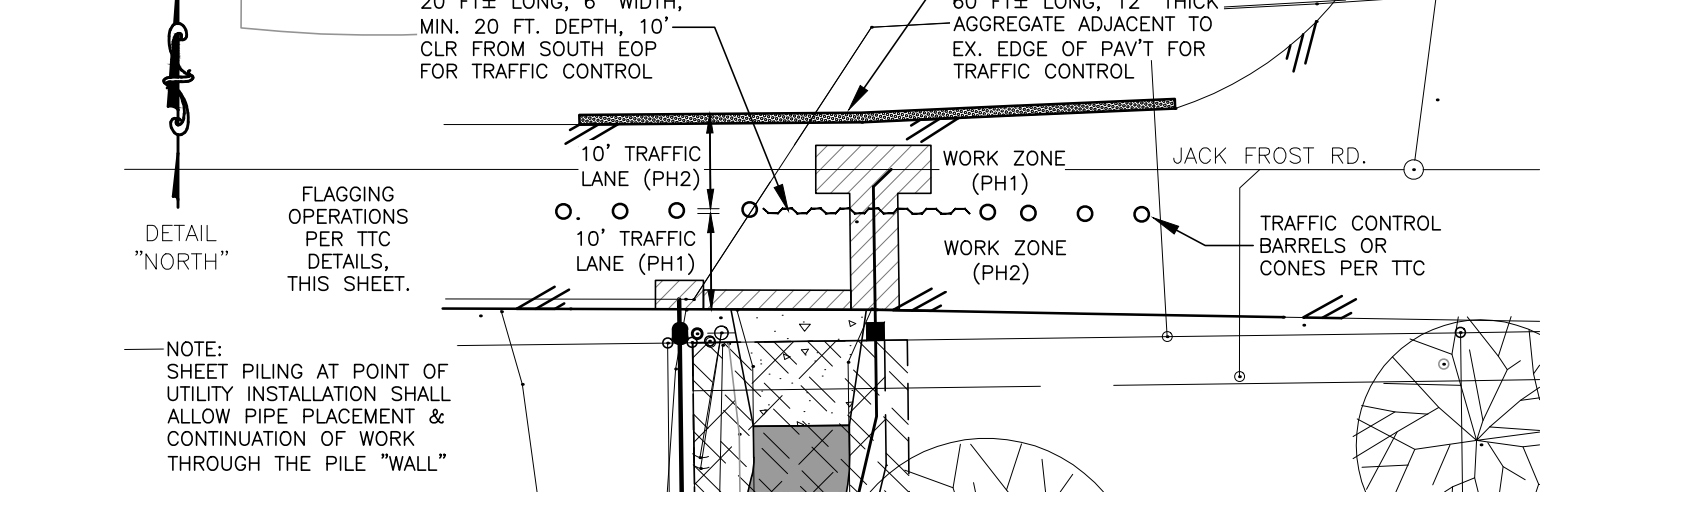 20 FT± LONG, 6" WIDTH,
MIN. 20 FT. DEPTH, 10'
CLR FROM SOUTH EOP
FOR TRAFFIC CONTROL
60 FT± LONG, 12" THICK
AGGREGATE ADJACENT TO
EX. EDGE OF PAV'T FOR
TRAFFIC CONTROL
10' TRAFFIC
LANE (PH2)
WORK ZONE
(PH1)
JACK FROST RD.
FLAGGING
OPERATIONS
PER TTC
DETAILS,
THIS SHEET.
DETAIL
"NORTH"
10' TRAFFIC
LANE (PH1)
WORK ZONE
(PH2)
TRAFFIC CONTROL
BARRELS OR
CONES PER TTC
NOTE:
SHEET PILING AT POINT OF
UTILITY INSTALLATION SHALL
ALLOW PIPE PLACEMENT &
CONTINUATION OF WORK
THROUGH THE PILE "WALL"